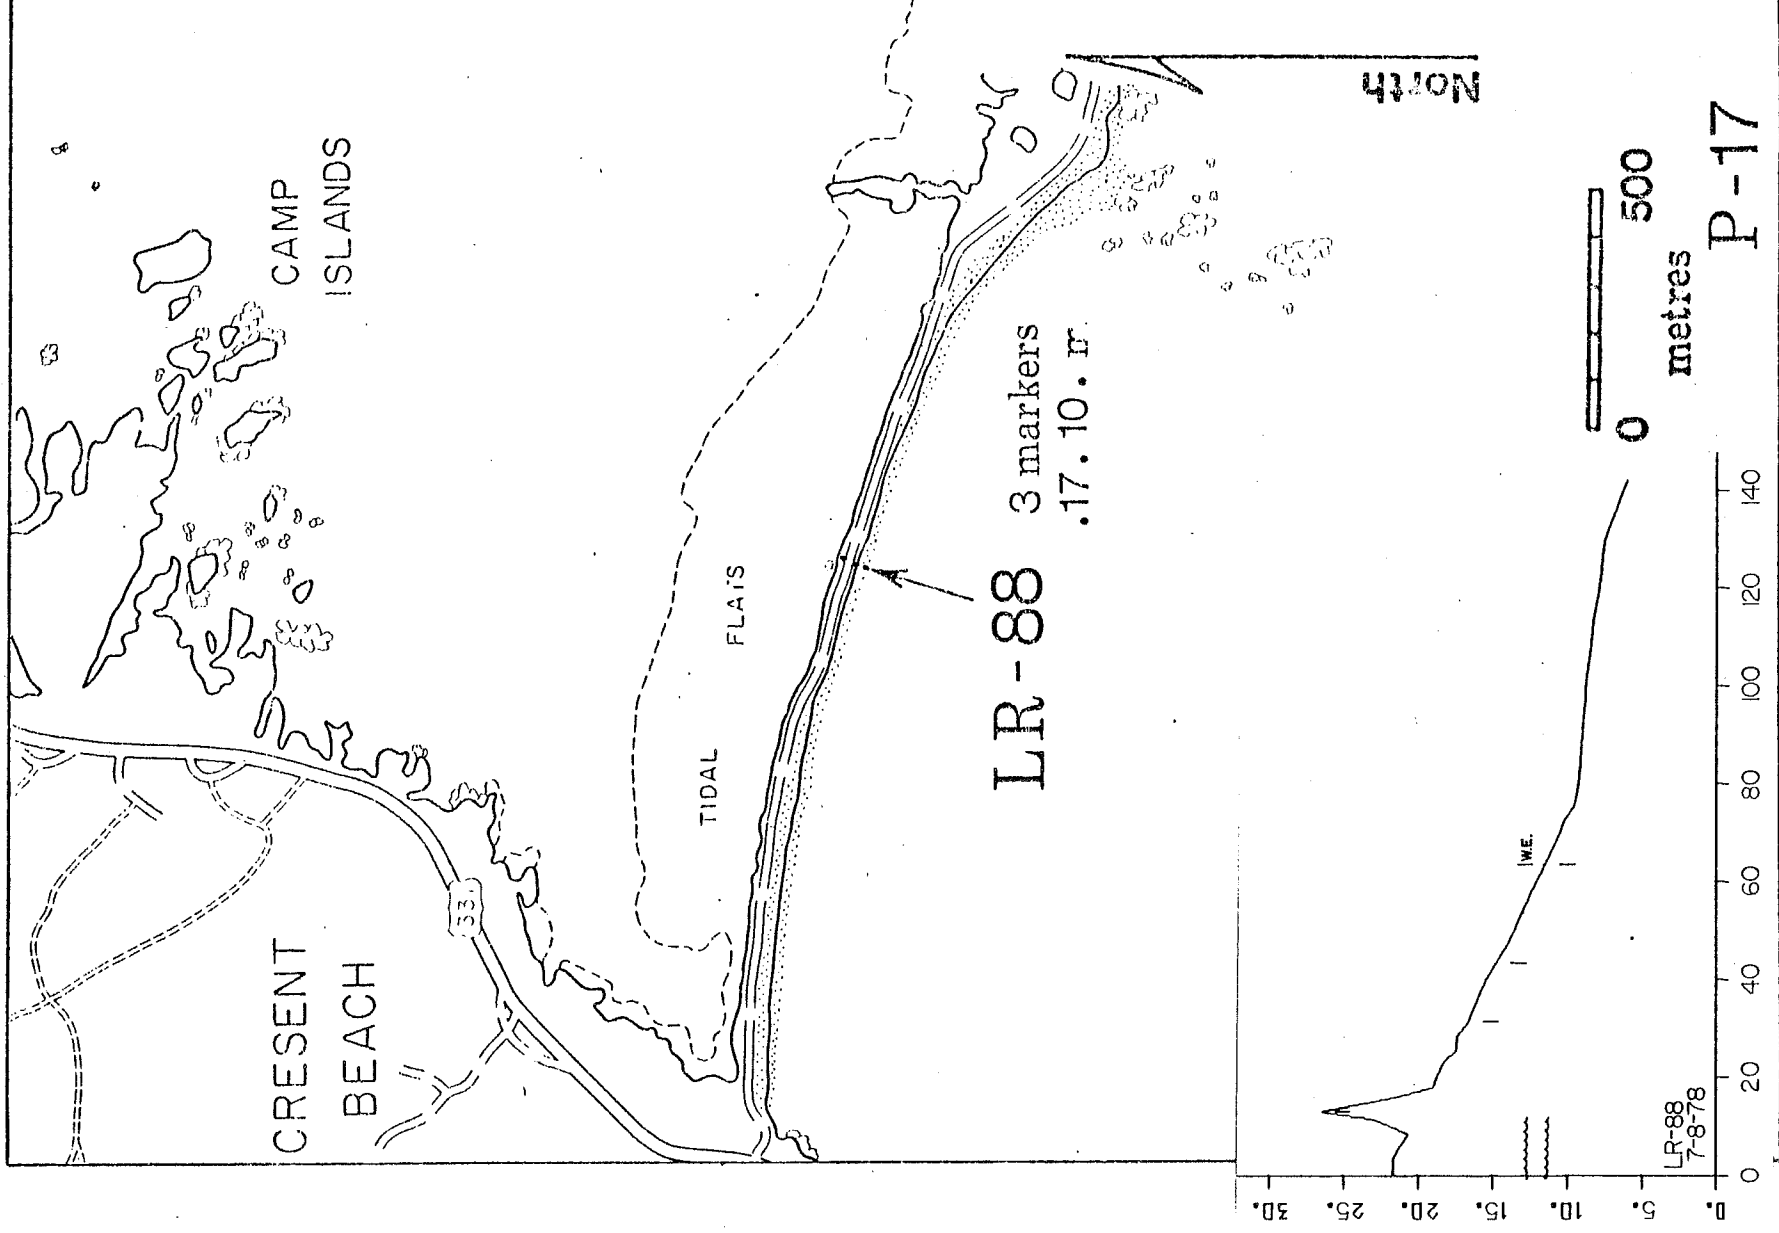 CAMP
ISLANDS
North
CRESENT
BEACH
331
TIDAL FLATS
LR-88
3 markers
.17.10. m.
0 500
metres
P-17
LR-88
7-8-78
W.E.
30.
25.
20.
15.
10.
5.
0.
0 20 40 60 80 100 120 140